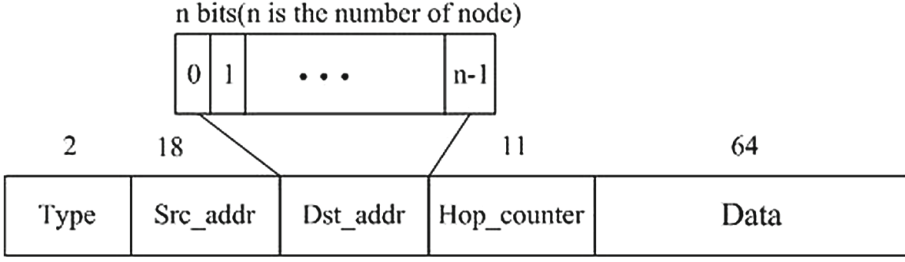 n bits(n is the number of node)
0 1 ... n-1
2 18 11 64
Type Src_addr Dst_addr Hop_counter Data